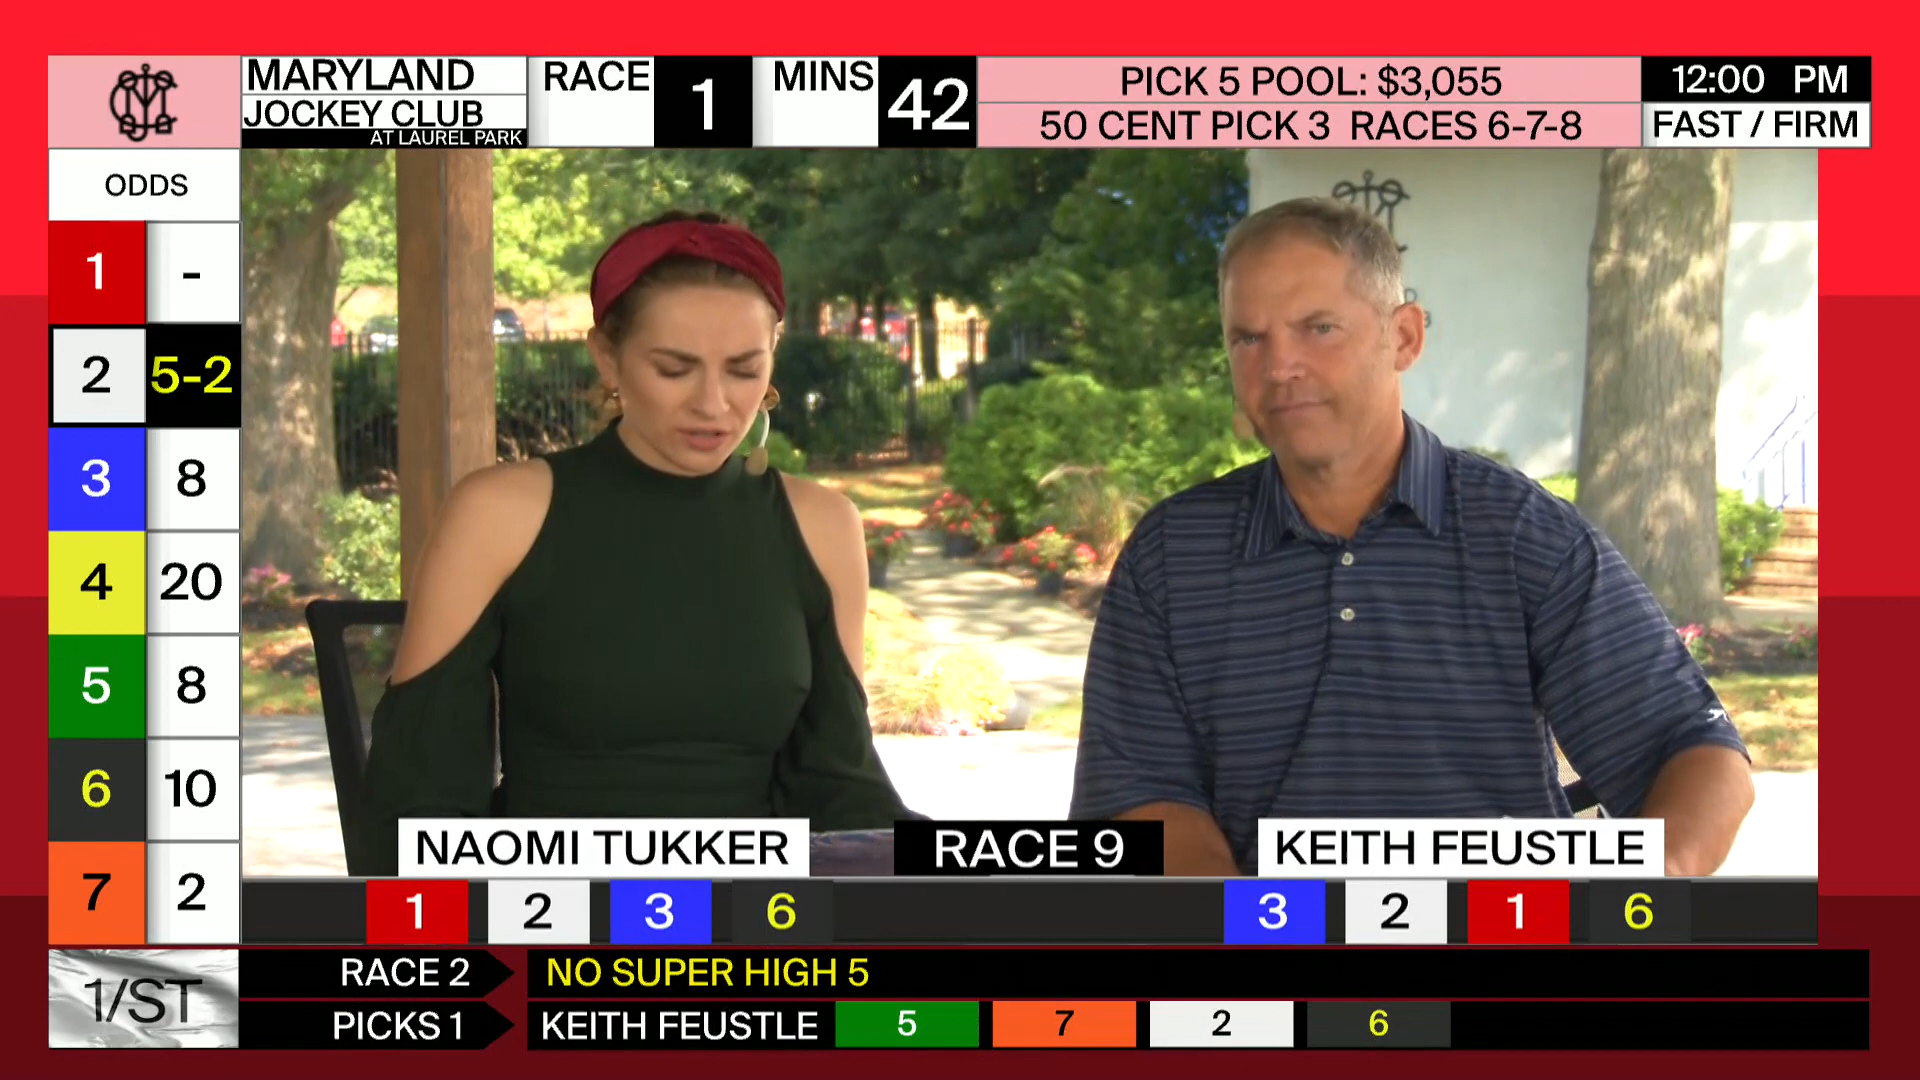 MARYLAND
JOCKEY CLUB
AT LAUREL PARK
RACE 1
MINS 42
PICK 5 POOL: $3,055
50 CENT PICK 3 RACES 6-7-8
12:00 PM
FAST / FIRM
ODDS
1 -
2 5-2
3 8
4 20
5 8
6 10
7 2
NAOMI TUKKER
RACE 9
KEITH FEUSTLE
1 2 3 6
3 2 1 6
1/ST
RACE 2 NO SUPER HIGH 5
PICKS 1 KEITH FEUSTLE 5 7 2 6